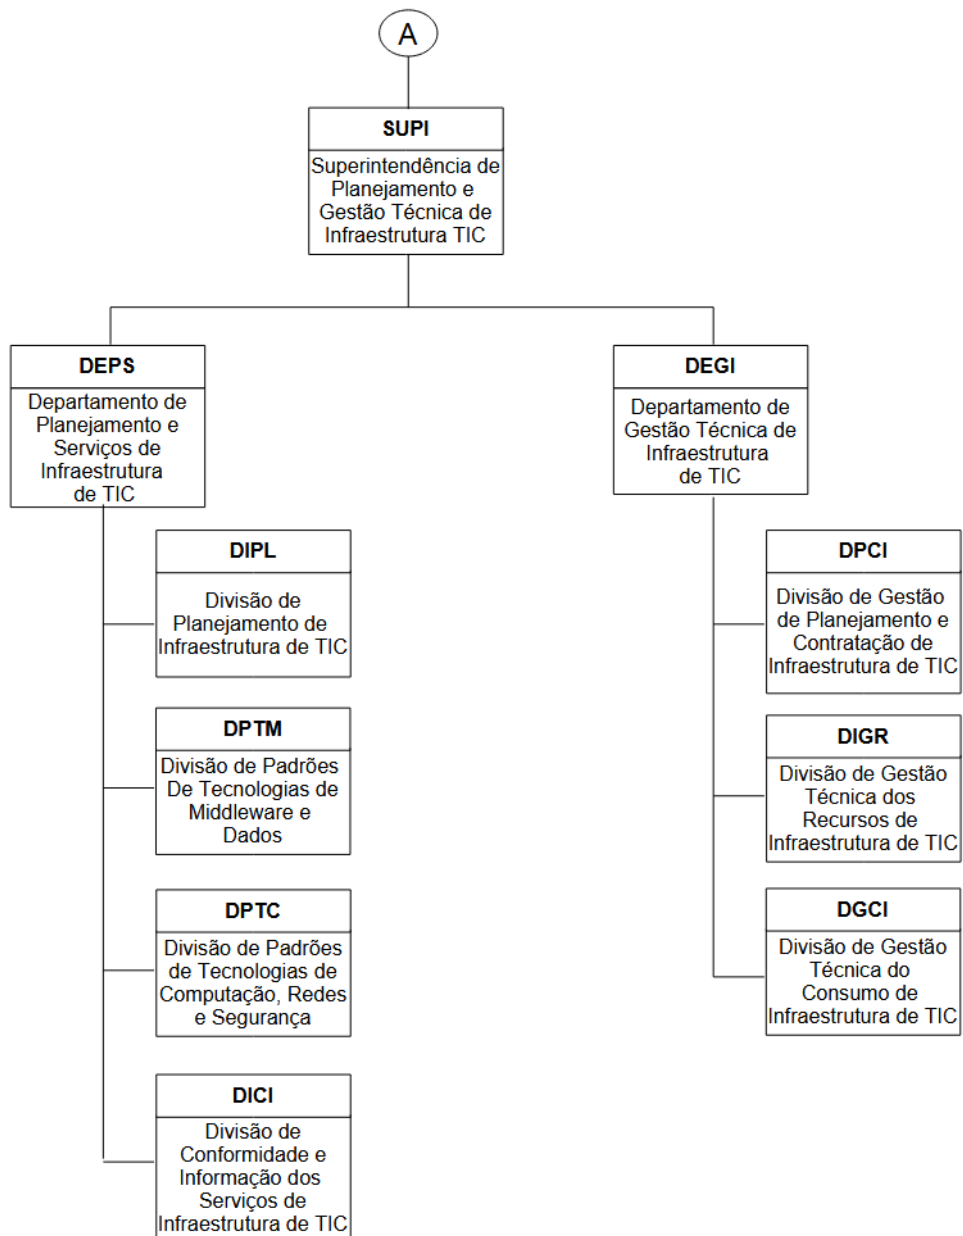 A
SUPI
Superintendência de
Planejamento e
Gestão Técnica de
Infraestrutura TIC
DEPS
Departamento de
Planejamento e
Serviços de
Infraestrutura
de TIC
DIPL
Divisão de
Planejamento de
Infraestrutura de TIC
DPTM
Divisão de Padrões
De Tecnologias de
Middleware e
Dados
DPTC
Divisão de Padrões
de Tecnologias de
Computação, Redes
e Segurança
DICI
Divisão de
Conformidade e
Informação dos
Serviços de
Infraestrutura de TIC
DEGI
Departamento de
Gestão Técnica de
Infraestrutura
de TIC
DPCI
Divisão de Gestão
de Planejamento e
Contratação de
Infraestrutura de TIC
DIGR
Divisão de Gestão
Técnica dos
Recursos de
Infraestrutura de TIC
DGCI
Divisão de Gestão
Técnica do
Consumo de
Infraestrutura de TIC